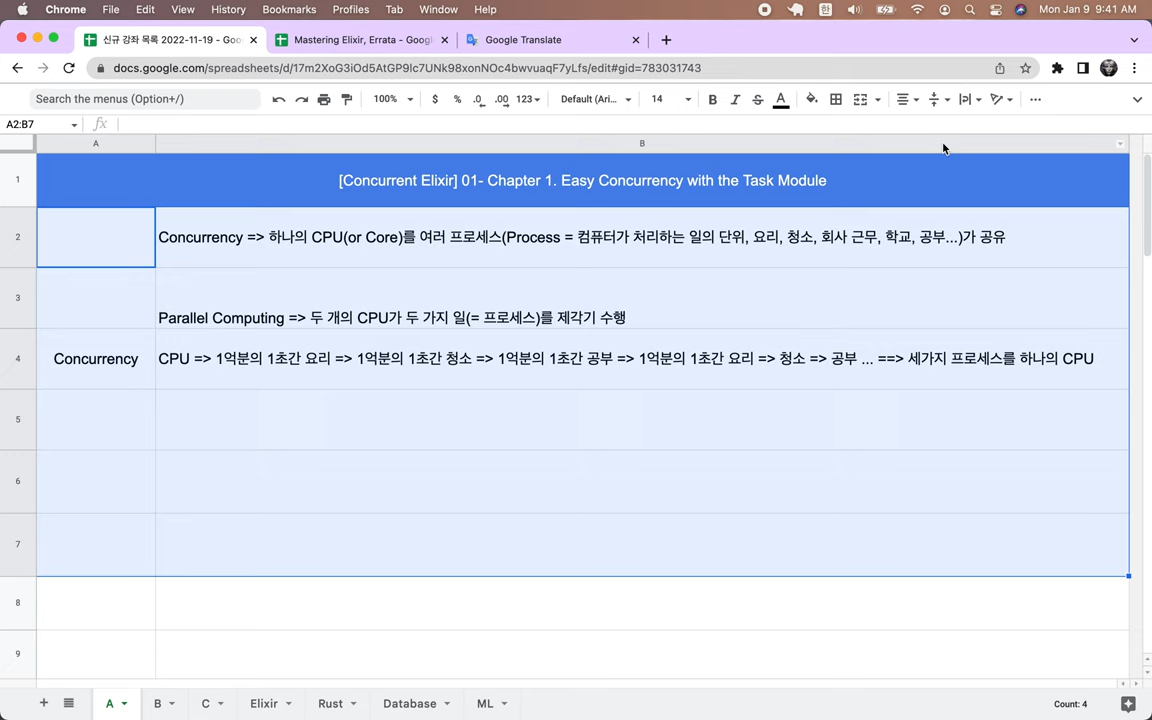 Chrome File Edit View History Bookmarks Profiles Tab Window Help 한 Mon Jan 9 9:41 AM
신규 강좌 목록 2022-11-19 - Goo Mastering Elixir, Errata - Googl Google Translate
docs.google.com/spreadsheets/d/17m2XoG3iOd5AtGP9lc7UNk98xonNOc4bwvuaqF7yLfs/edit#gid=783031743
Search the menus (Option+/) 100% $ % .0 .00 123 Default (Ari... 14 B I S A
A2:B7 fx
A B
1 [Concurrent Elixir] 01- Chapter 1. Easy Concurrency with the Task Module
2 Concurrency => 하나의 CPU(or Core)를 여러 프로세스(Process = 컴퓨터가 처리하는 일의 단위, 요리, 청소, 회사 근무, 학교, 공부...)가 공유
3 Parallel Computing => 두 개의 CPU가 두 가지 일(= 프로세스)를 제각기 수행
4 Concurrency CPU => 1억분의 1초간 요리 => 1억분의 1초간 청소 => 1억분의 1초간 공부 => 1억분의 1초간 요리 => 청소 => 공부 ... ==> 세가지 프로세스를 하나의 CPU
5
6
7
8
9
A B C Elixir Rust Database ML Count: 4